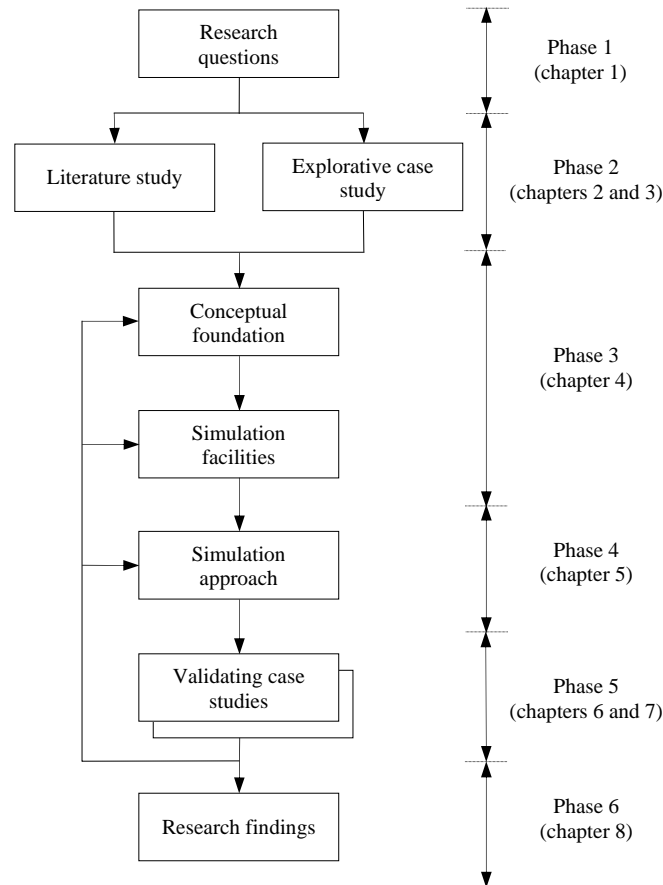 Research
questions
Phase 1
(chapter 1)
Literature study
Explorative case
study
Phase 2
(chapters 2 and 3)
Conceptual
foundation
Simulation
facilities
Phase 3
(chapter 4)
Simulation
approach
Phase 4
(chapter 5)
Validating case
studies
Phase 5
(chapters 6 and 7)
Research findings
Phase 6
(chapter 8)